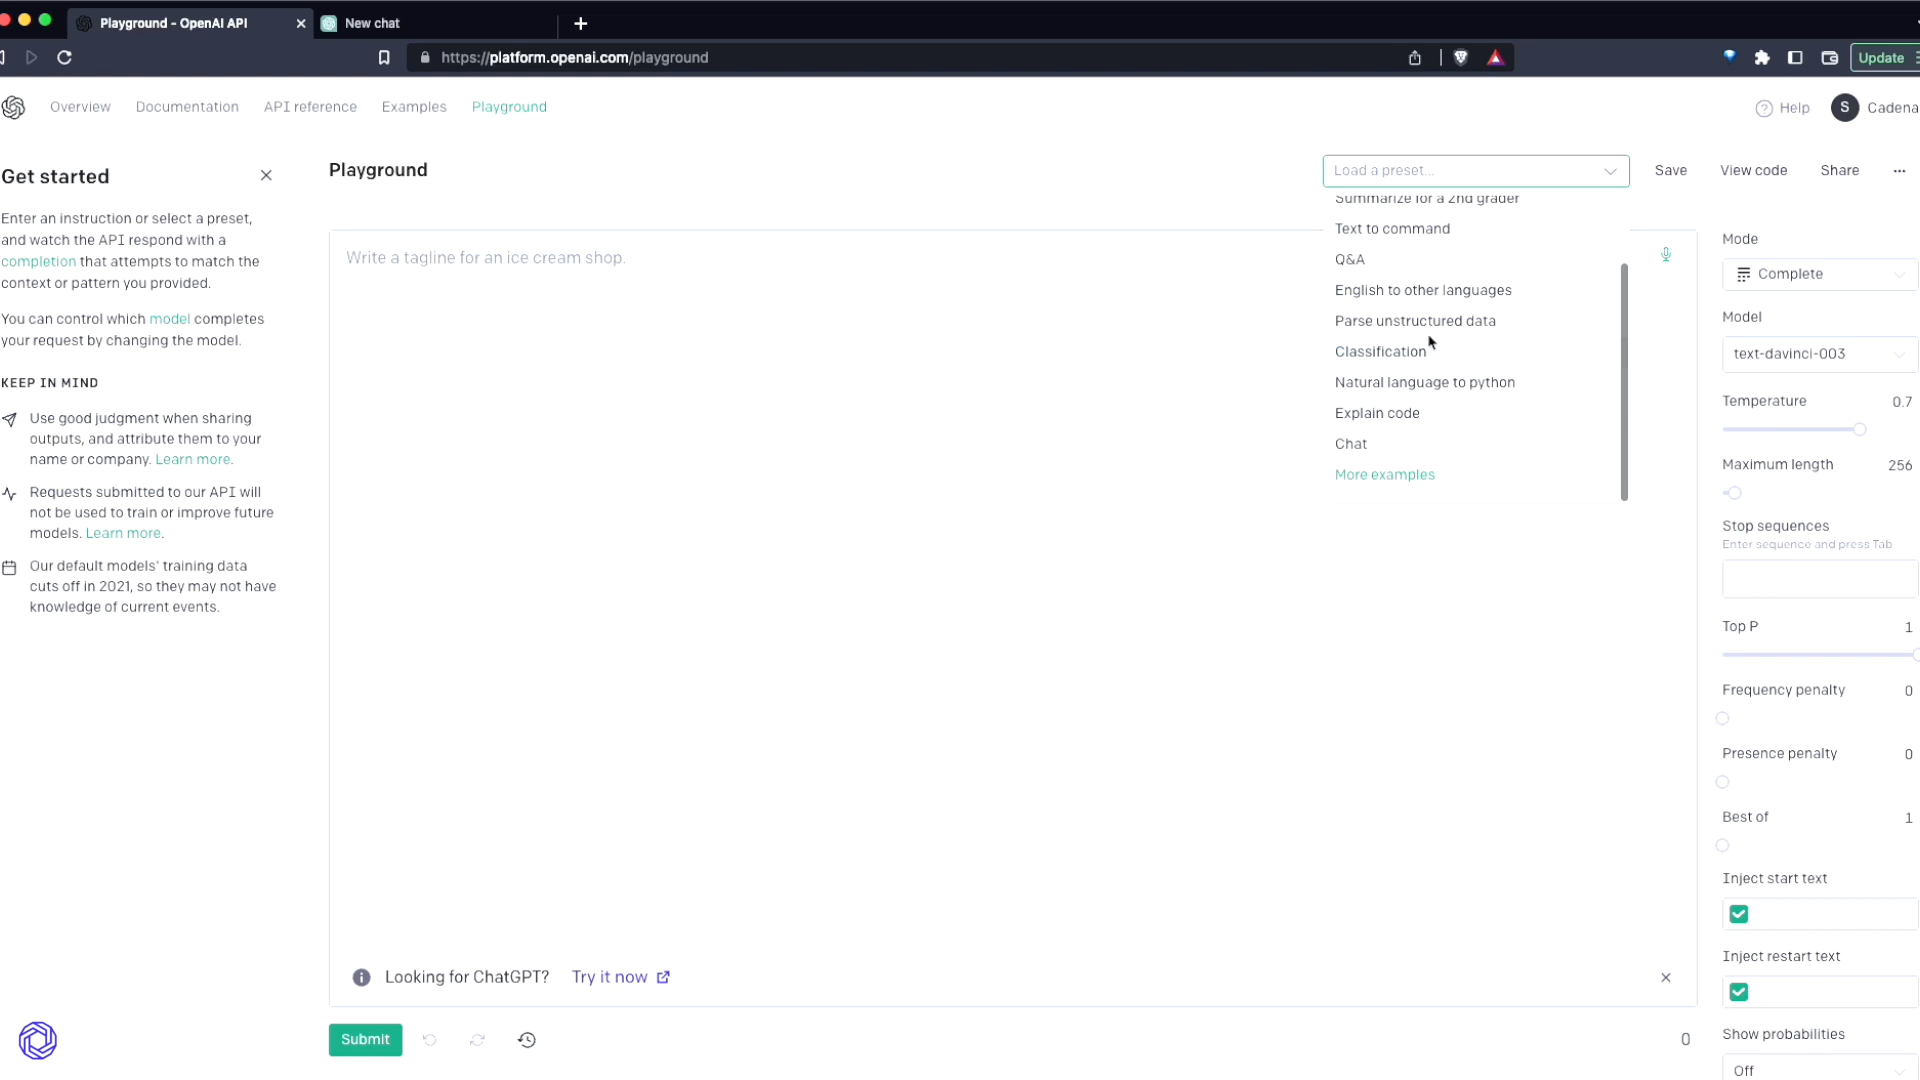 Playground - OpenAI API
New chat
https://platform.openai.com/playground
Update
Overview
Documentation
API reference
Examples
Playground
Help
S
Cadena
Get started
Enter an instruction or select a preset,
and watch the API respond with a
completion that attempts to match the
context or pattern you provided.
You can control which model completes
your request by changing the model.
KEEP IN MIND
Use good judgment when sharing
outputs, and attribute them to your
name or company. Learn more.
Requests submitted to our API will
not be used to train or improve future
models. Learn more.
Our default models' training data
cuts off in 2021, so they may not have
knowledge of current events.
Playground
Load a preset...
Save
View code
Share
...
Summarize for a 2nd grader
Text to command
Q&A
English to other languages
Parse unstructured data
Classification
Natural language to python
Explain code
Chat
More examples
Write a tagline for an ice cream shop.
Looking for ChatGPT? Try it now
Submit
0
Mode
Complete
Model
text-davinci-003
Temperature 0.7
Maximum length 256
Stop sequences
Enter sequence and press Tab
Top P 1
Frequency penalty 0
Presence penalty 0
Best of 1
Inject start text
Inject restart text
Show probabilities
Off